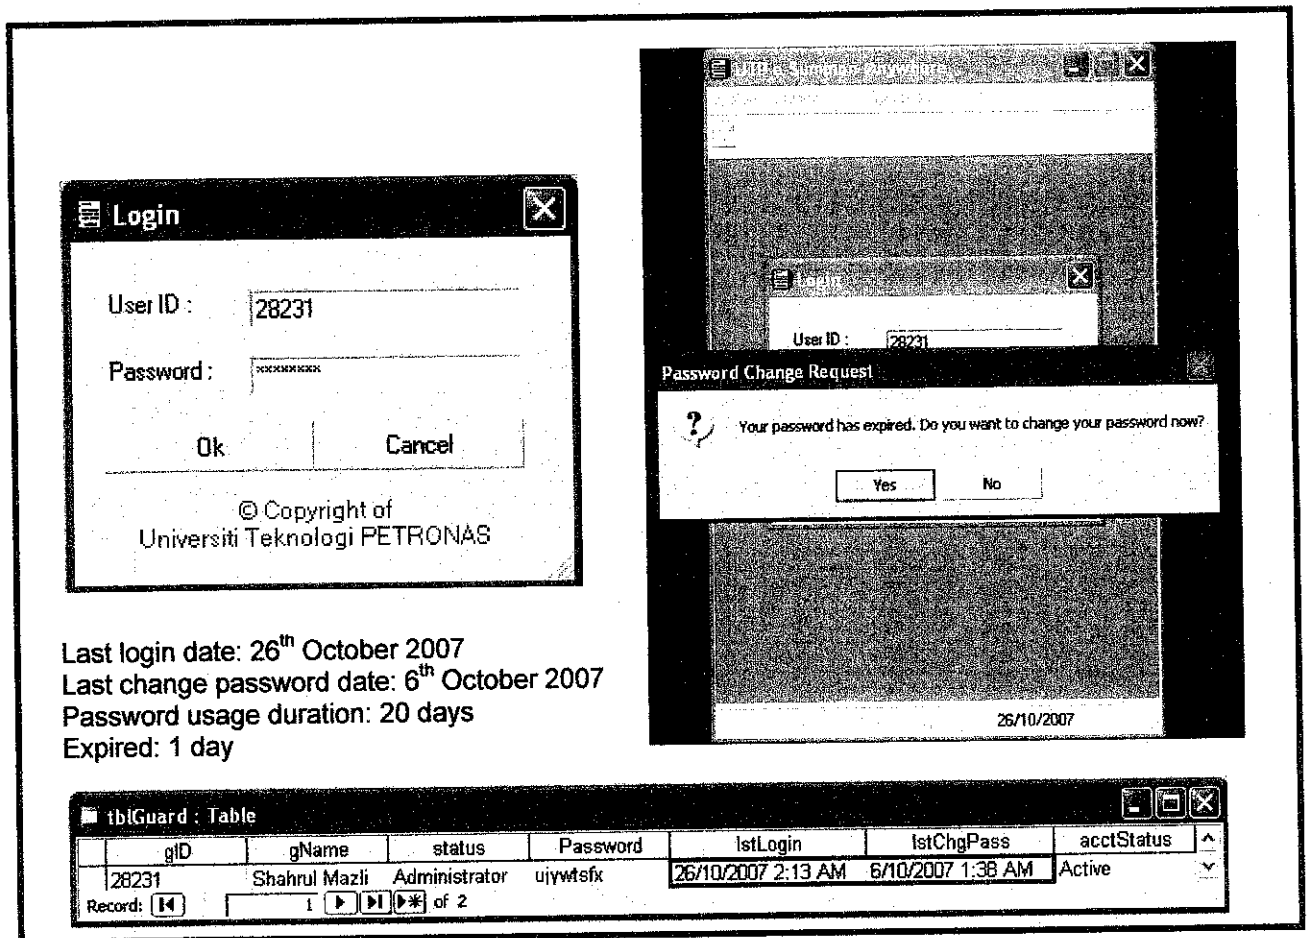 Login
User ID :
28231
Password :
××××××××
Ok
Cancel
© Copyright of
Universiti Teknologi PETRONAS
Login
User ID :
28231
Password Change Request
?
Your password has expired. Do you want to change your password now?
Yes
No
26/10/2007
Last login date: 26th October 2007
Last change password date: 6th October 2007
Password usage duration: 20 days
Expired: 1 day
tblGuard : Table
gID gName status Password lstLogin lstChgPass acctStatus
28231 Shahrul Mazli Administrator 26/10/2007 2:13 AM 6/10/2007 1:38 AM Active
Record: 1 of 2